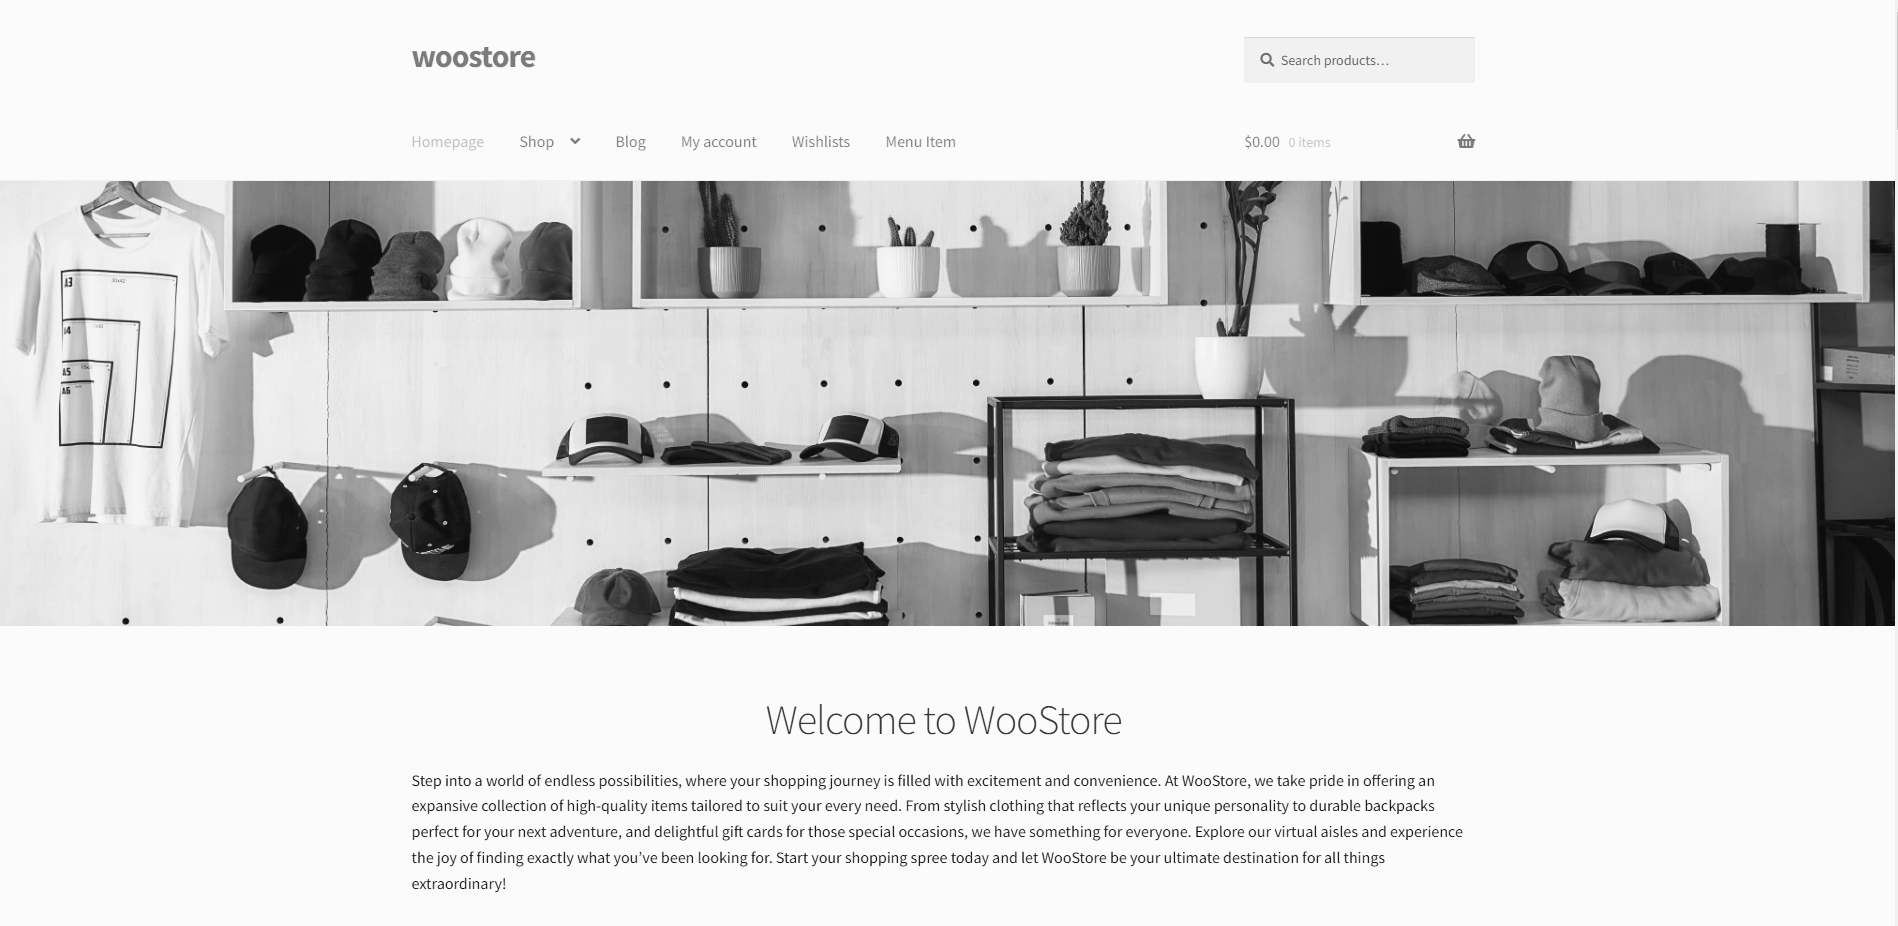 woostore
Search products…
Homepage Shop Blog My account Wishlists Menu Item $0.00 0 items
A3
A4
A5
A6
Welcome to WooStore
Step into a world of endless possibilities, where your shopping journey is filled with excitement and convenience. At WooStore, we take pride in offering an
expansive collection of high-quality items tailored to suit your every need. From stylish clothing that reflects your unique personality to durable backpacks
perfect for your next adventure, and delightful gift cards for those special occasions, we have something for everyone. Explore our virtual aisles and experience
the joy of finding exactly what you’ve been looking for. Start your shopping spree today and let WooStore be your ultimate destination for all things
extraordinary!